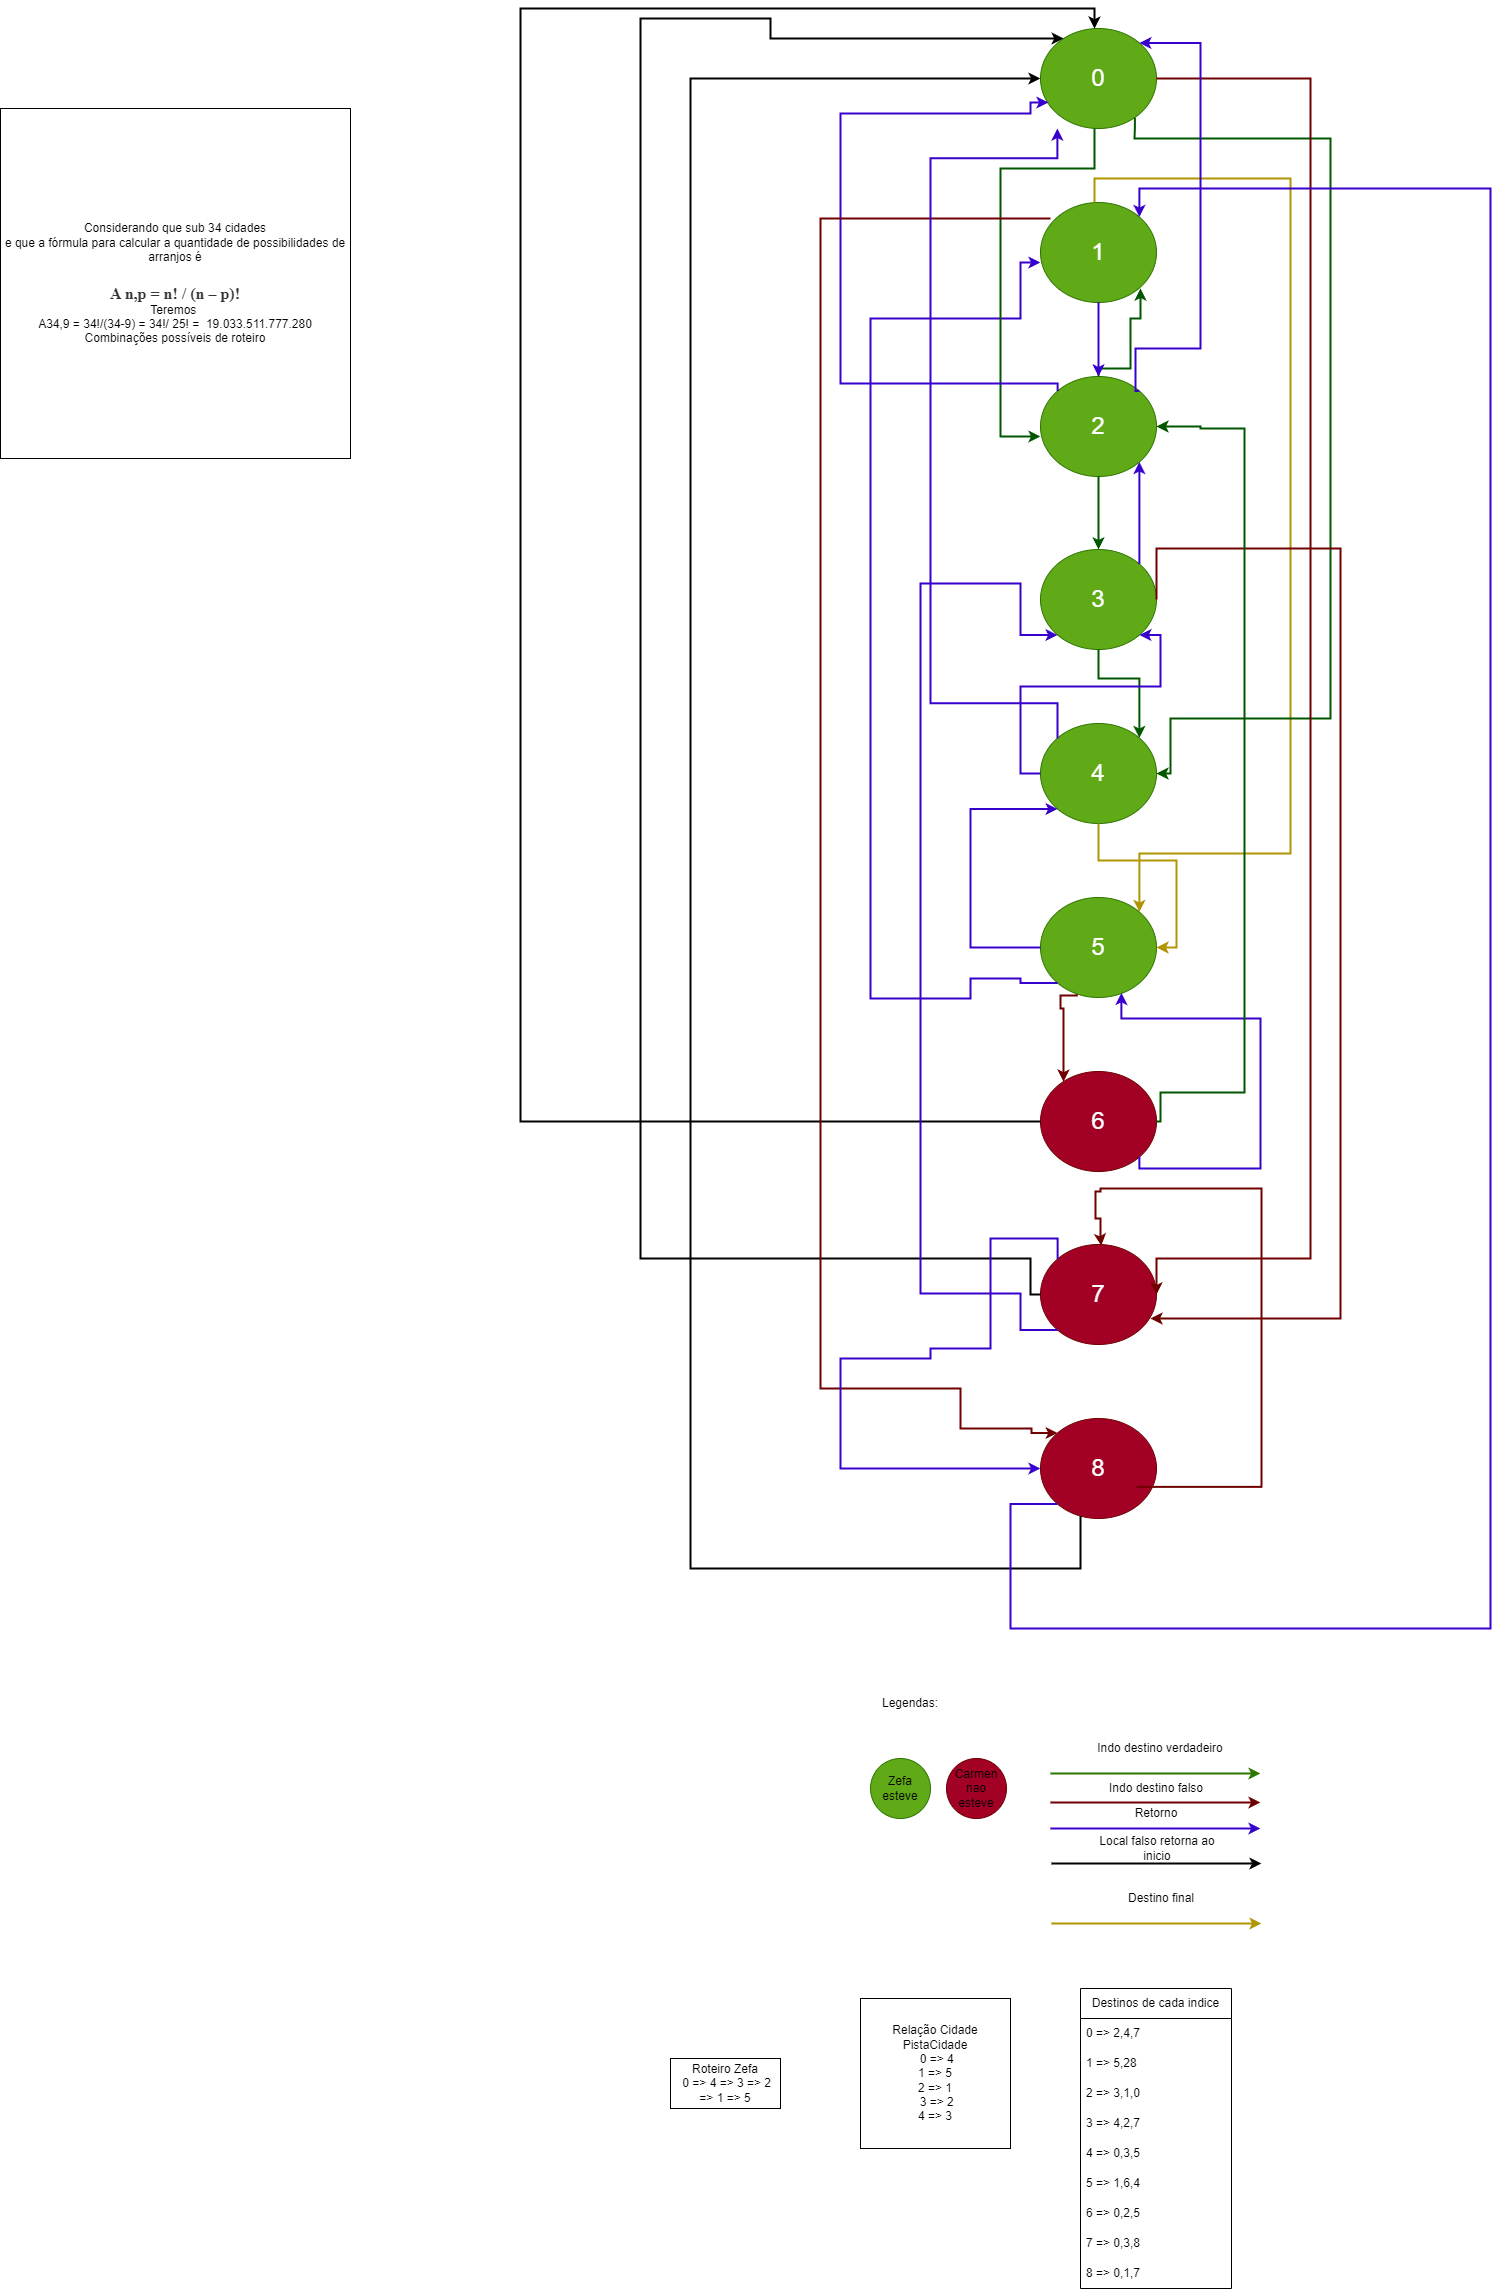 0
Considerando que sub 34 cidades
e que a fórmula para calcular a quantidade de possibilidades de
arranjos é
A n,p = n! / (n – p)!
Teremos
A34,9 = 34!/(34-9) = 34!/ 25! = 19.033.511.777.280
Combinações possíveis de roteiro
1
2
3
4
5
6
7
8
Legendas:
Zefa
esteve
Carmen
nao
esteve
Indo destino verdadeiro
Indo destino falso
Retorno
Local falso retorna ao
inicio
Destino final
Roteiro Zefa
0 => 4 => 3 => 2
=> 1 => 5
Relação Cidade
PistaCidade
0 => 4
1 => 5
2 => 1
3 => 2
4 => 3
Destinos de cada indice
0 => 2,4,7
1 => 5,28
2 => 3,1,0
3 => 4,2,7
4 => 0,3,5
5 => 1,6,4
6 => 0,2,5
7 => 0,3,8
8 => 0,1,7